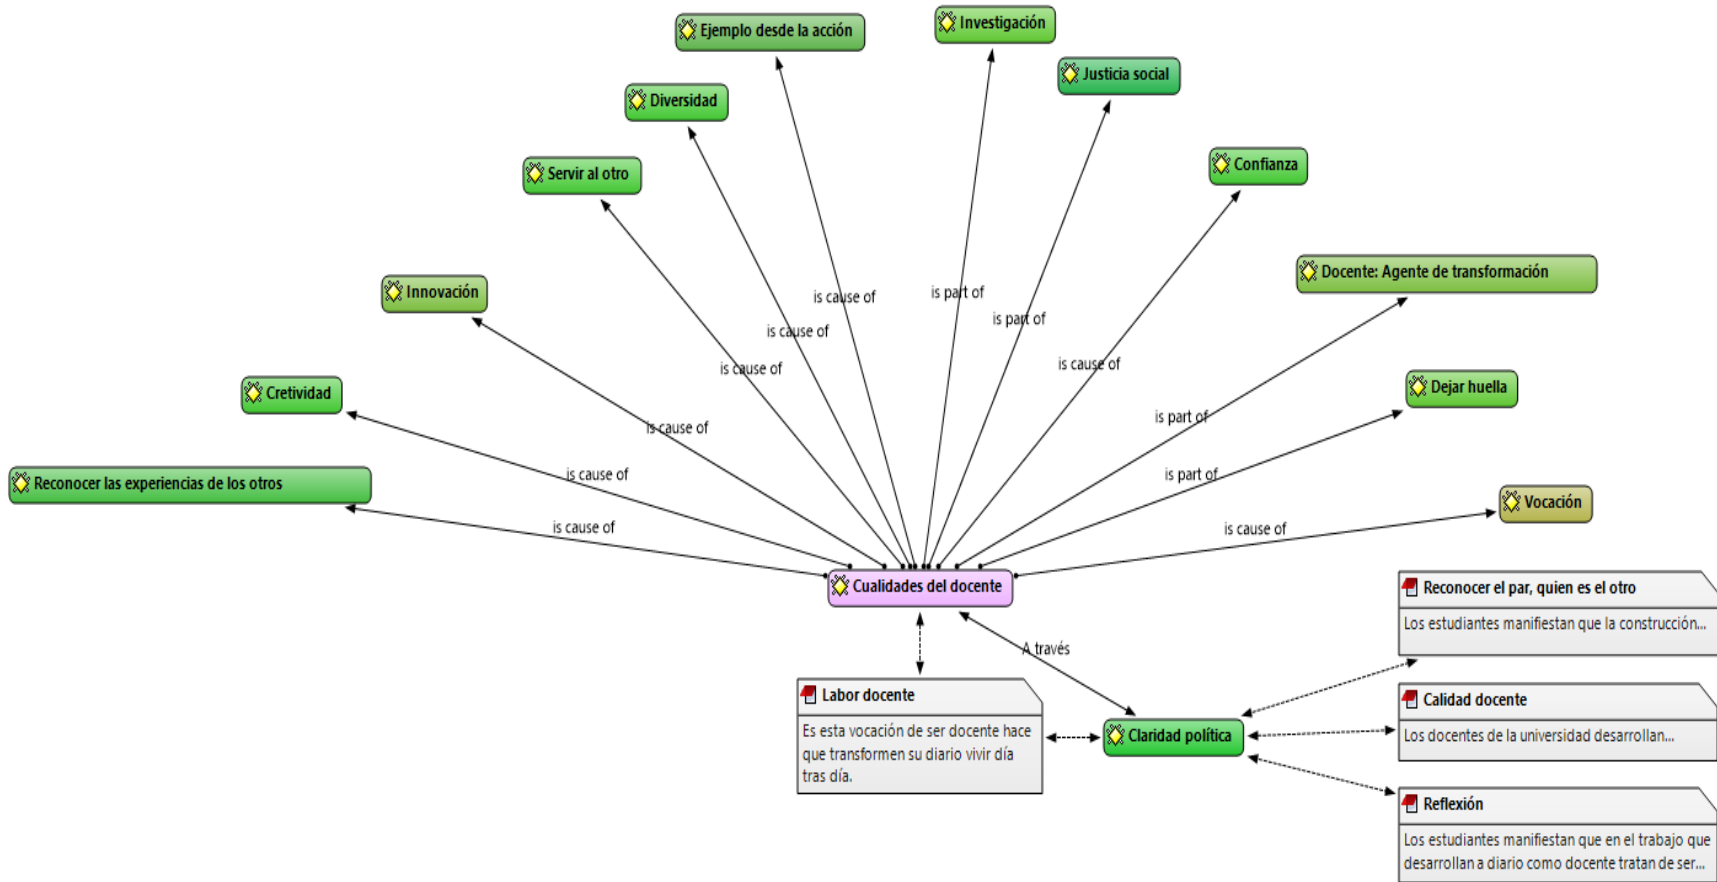 Investigación
Ejemplo desde la acción
Justicia social
Diversidad
Confianza
Servir al otro
Docente: Agente de transformación
Innovación
is cause of
is part of
is part of
is cause of
is cause of
is cause of
Dejar huella
Cretividad
is cause of
is part of
is cause of
is part of
Reconocer las experiencias de los otros
Vocación
is cause of
is cause of
Cualidades del docente
Reconocer el par, quien es el otro
Los estudiantes manifiestan que la construcción...
A través
Labor docente
Es esta vocación de ser docente hace
que transformen su diario vivir día
tras día.
Claridad política
Calidad docente
Los docentes de la universidad desarrollan...
Reflexión
Los estudiantes manifiestan que en el trabajo que
desarrollan a diario como docente tratan de ser...